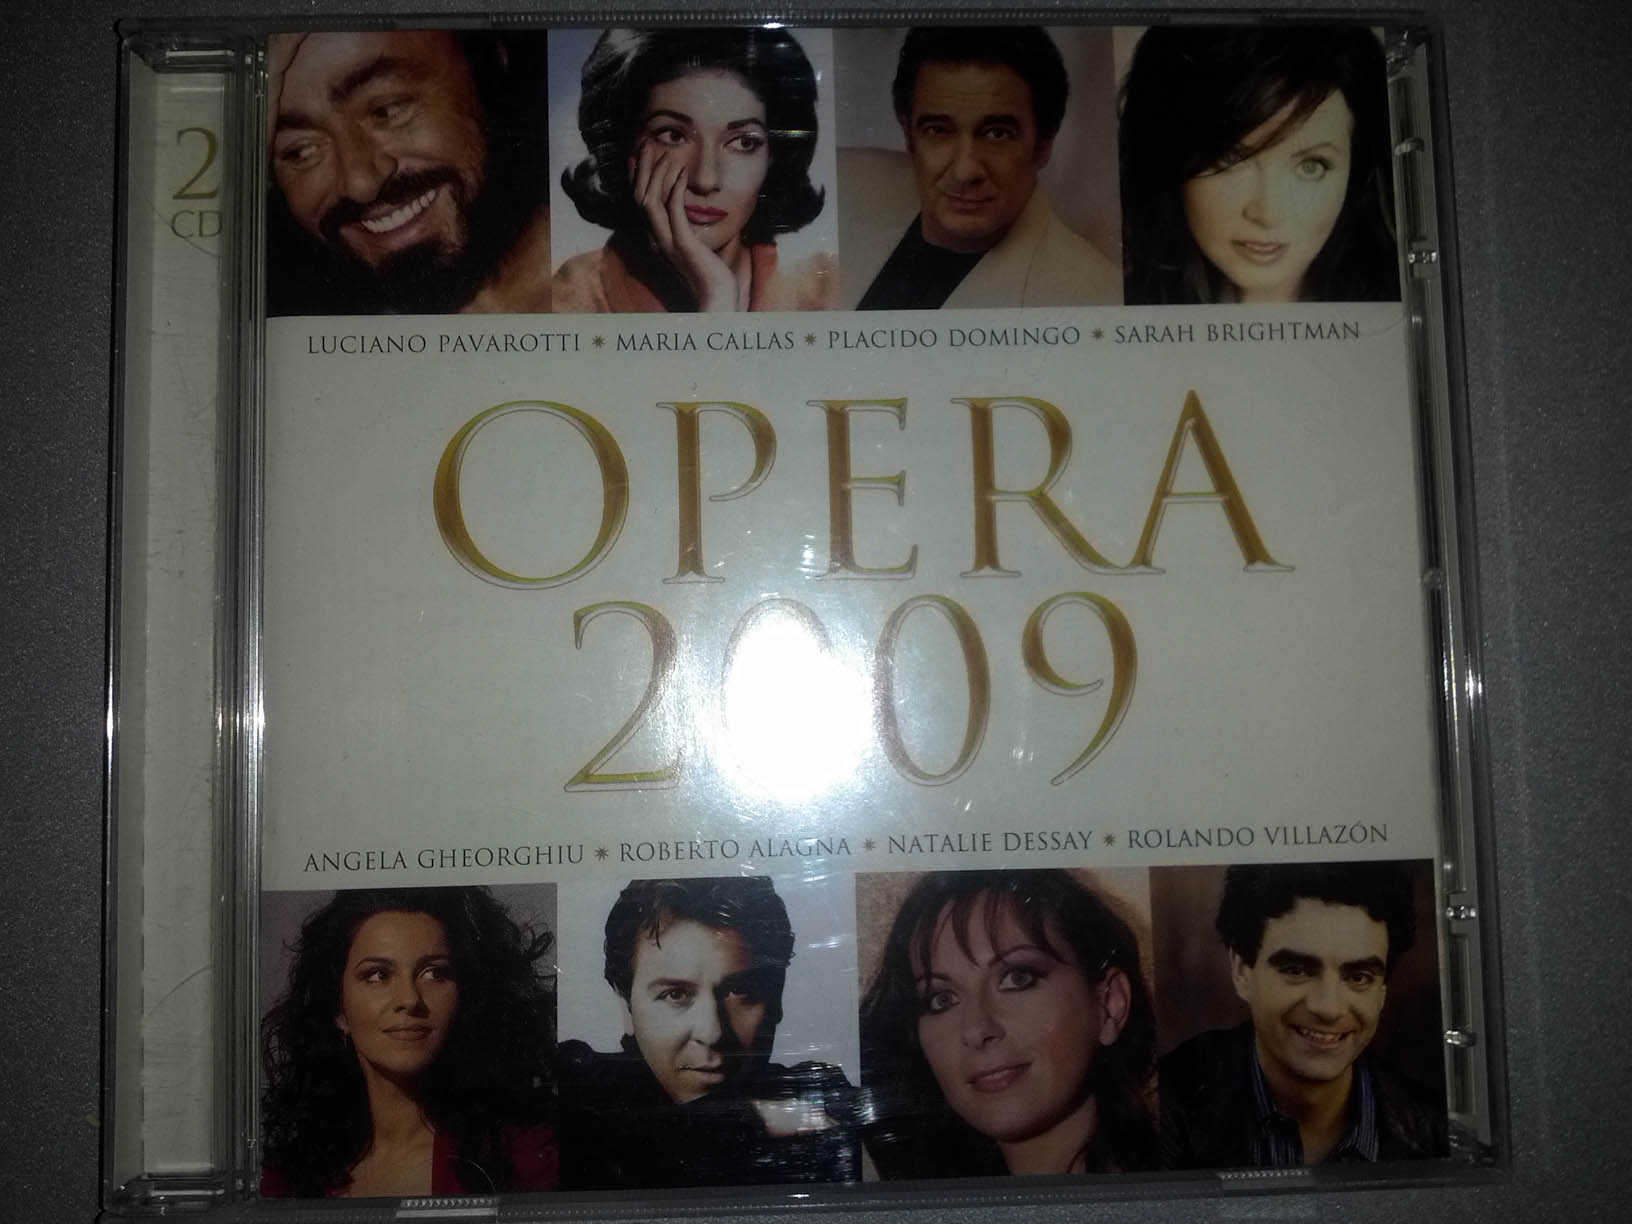 2
CD
LUCIANO PAVAROTTI ✷ MARIA CALLAS ✷ PLACIDO DOMINGO ✷ SARAH BRIGHTMAN
OPERA
2009
ANGELA GHEORGHIU ✷ ROBERTO ALAGNA ✷ NATALIE DESSAY ✷ ROLANDO VILLAZÓN